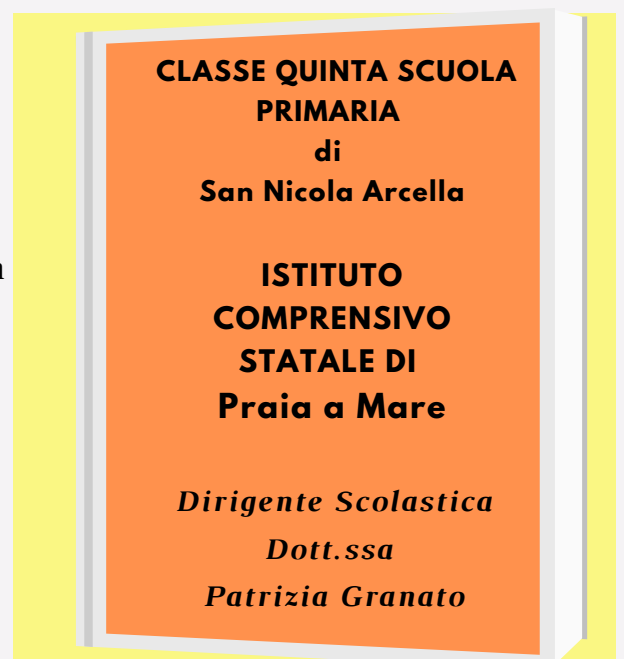 CLASSE QUINTA SCUOLA
PRIMARIA
di
San Nicola Arcella
ISTITUTO
COMPRENSIVO
STATALE DI
Praia a Mare
Dirigente Scolastica
Dott.ssa
Patrizia Granato